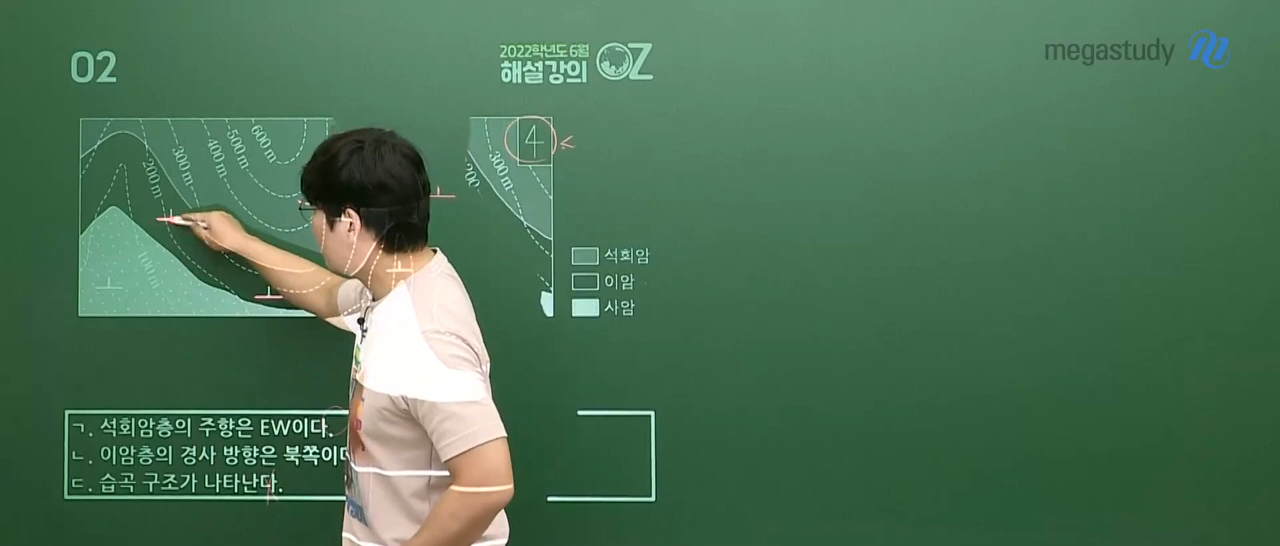 02
2022학년도 6월
해설강의 OZ
megastudy
4
600 m
500 m
400 m
300 m
200 m
100 m
300 m
200
석회암
이암
사암
ㄱ. 석회암층의 주향은 EW이다.
ㄴ. 이암층의 경사 방향은 북쪽이다
ㄷ. 습곡 구조가 나타난다.